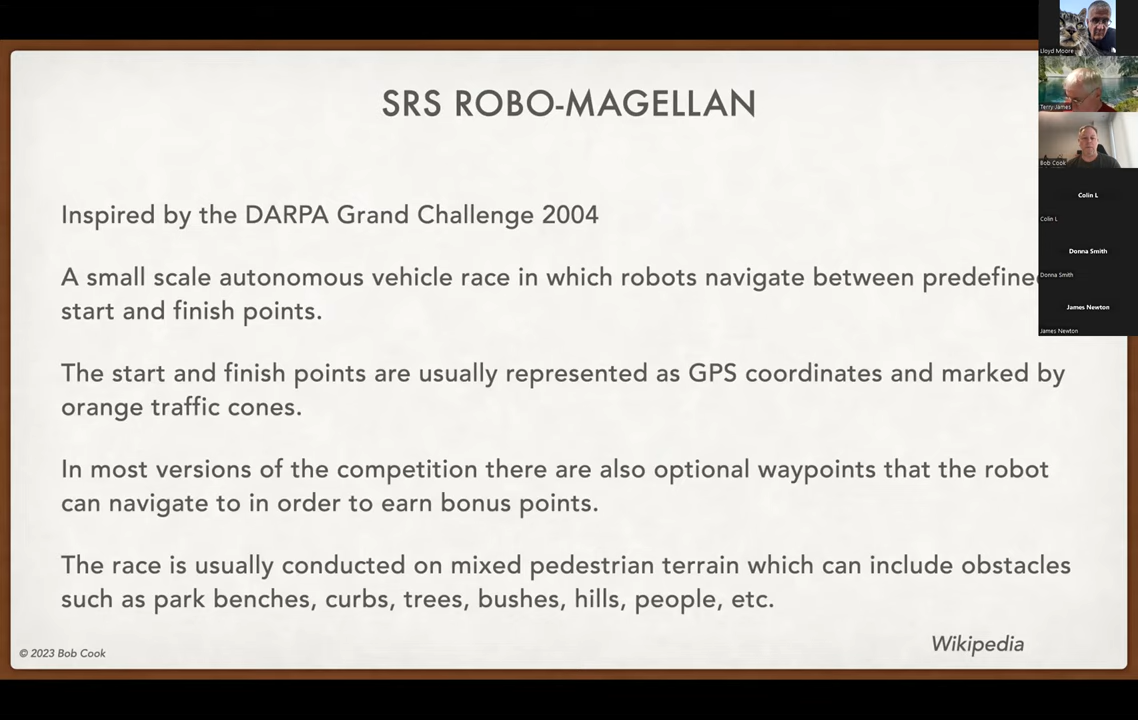 SRS ROBO-MAGELLAN
Inspired by the DARPA Grand Challenge 2004
A small scale autonomous vehicle race in which robots navigate between predefine
start and finish points.
The start and finish points are usually represented as GPS coordinates and marked by
orange traffic cones.
In most versions of the competition there are also optional waypoints that the robot
can navigate to in order to earn bonus points.
The race is usually conducted on mixed pedestrian terrain which can include obstacles
such as park benches, curbs, trees, bushes, hills, people, etc.
Wikipedia
© 2023 Bob Cook
Lloyd Moore
Terry James
Bob Cook
Colin L
Colin L
Donna Smith
Donna Smith
James Newton
James Newton